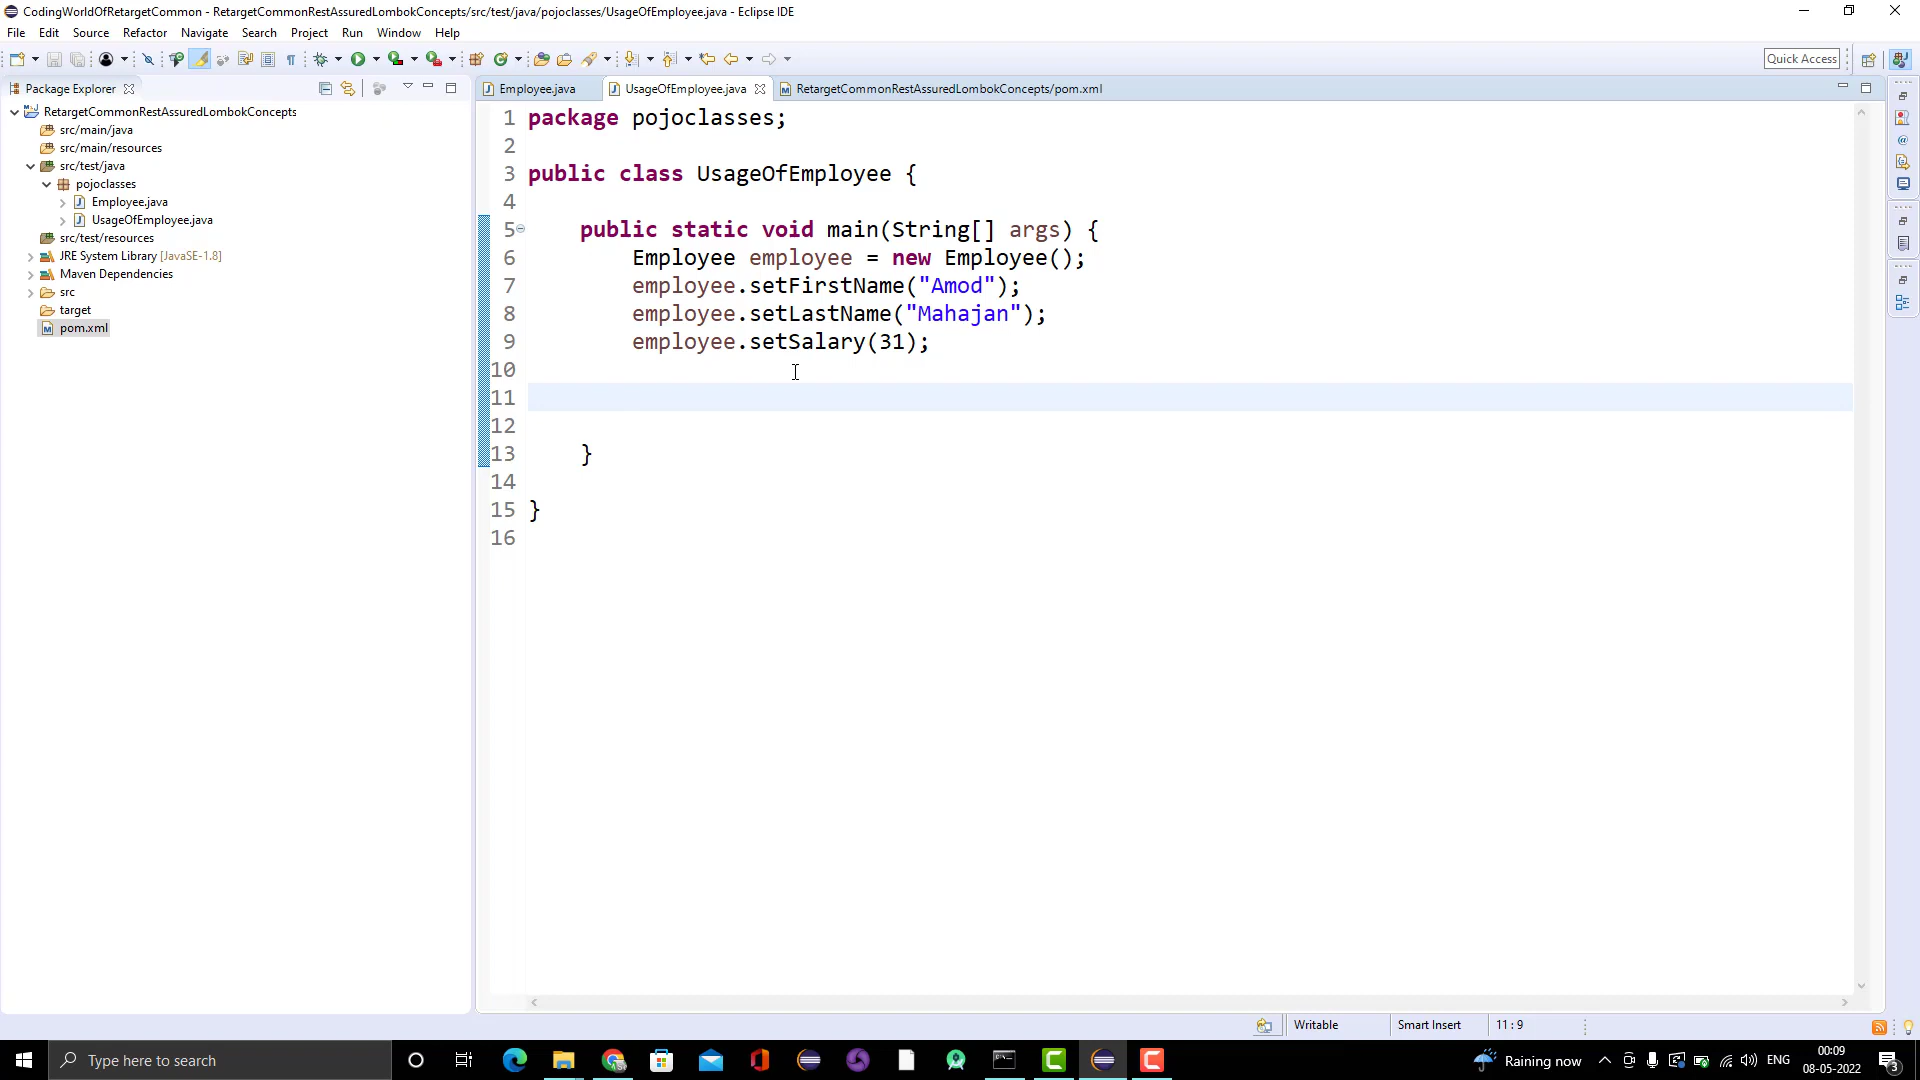 CodingWorldOfRetargetCommon - RetargetCommonRestAssuredLombokConcepts/src/test/java/pojoclasses/UsageOfEmployee.java - Eclipse IDE
File Edit Source Refactor Navigate Search Project Run Window Help
Quick Access
Package Explorer
Employee.java
UsageOfEmployee.java
RetargetCommonRestAssuredLombokConcepts/pom.xml
RetargetCommonRestAssuredLombokConcepts
src/main/java
src/main/resources
src/test/java
pojoclasses
Employee.java
UsageOfEmployee.java
src/test/resources
JRE System Library [JavaSE-1.8]
Maven Dependencies
src
target
pom.xml
1 package pojoclasses;
2
3 public class UsageOfEmployee {
4
5 public static void main(String[] args) {
6 Employee employee = new Employee();
7 employee.setFirstName("Amod");
8 employee.setLastName("Mahajan");
9 employee.setSalary(31);
10
11
12
13 }
14
15 }
16
Writable Smart Insert 11 : 9
Type here to search
Raining now
ENG
00:09
08-05-2022
3